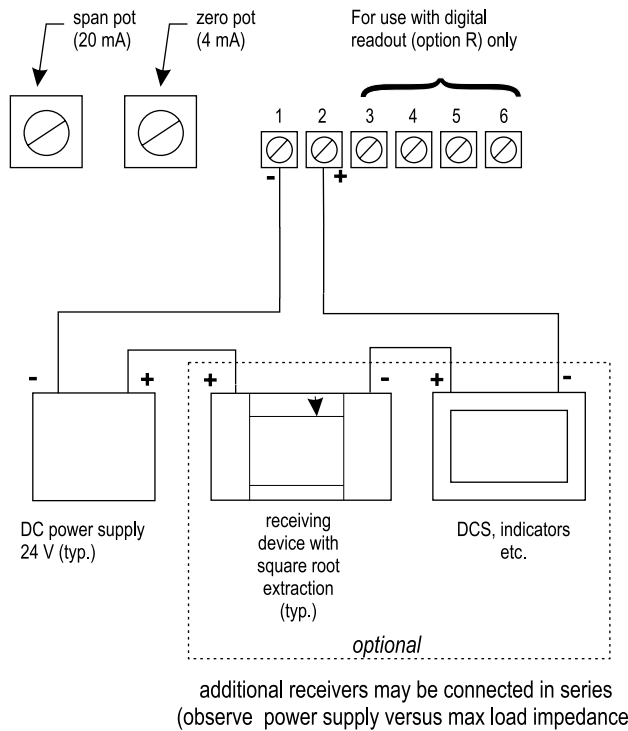 span pot
(20 mA)
zero pot
(4 mA)
For use with digital
readout (option R) only
1 2 3 4 5 6
- +
- + + - + -
DC power supply
24 V (typ.)
receiving
device with
square root
extraction
(typ.)
DCS, indicators
etc.
optional
additional receivers may be connected in series
(observe power supply versus max load impedance